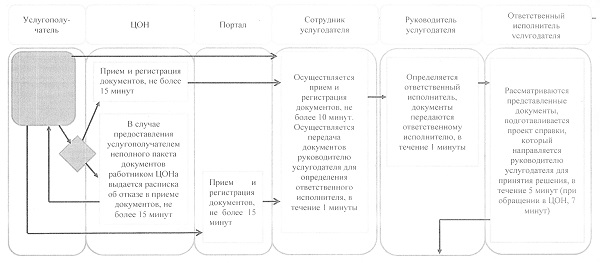 Услугополу-
чатель
ЦОН
Портал
Сотрудник
услугодателя
Руководитель
услугодателя
Ответственный
исполнитель
услугодателя
Прием и регистрация
документов, не более
15 минут
В случае
предоставления
услугополучателем
неполного пакета
документов
работником ЦОНа
выдается расписка
об отказе в приеме
документов, не
более 15 минут
Прием и
регистрация
документов,
не более 15
минут
Осуществляется
прием и
регистрация
документов, не
более 10 минут.
Осуществляется
передача
документов
руководителю
услугодателя для
определения
ответственного
исполнителя, в
течение 1 минуты
Определяется
ответственный
исполнитель,
документы
передаются
ответственному
исполнителю, в
течение 1 минуты
Рассматриваются
представленные
документы,
подготавливается
проект справки,
который
направляется
руководителю
услугодателя для
принятия решения, в
течение 5 минут (при
обращении в ЦОН, 7
минут)